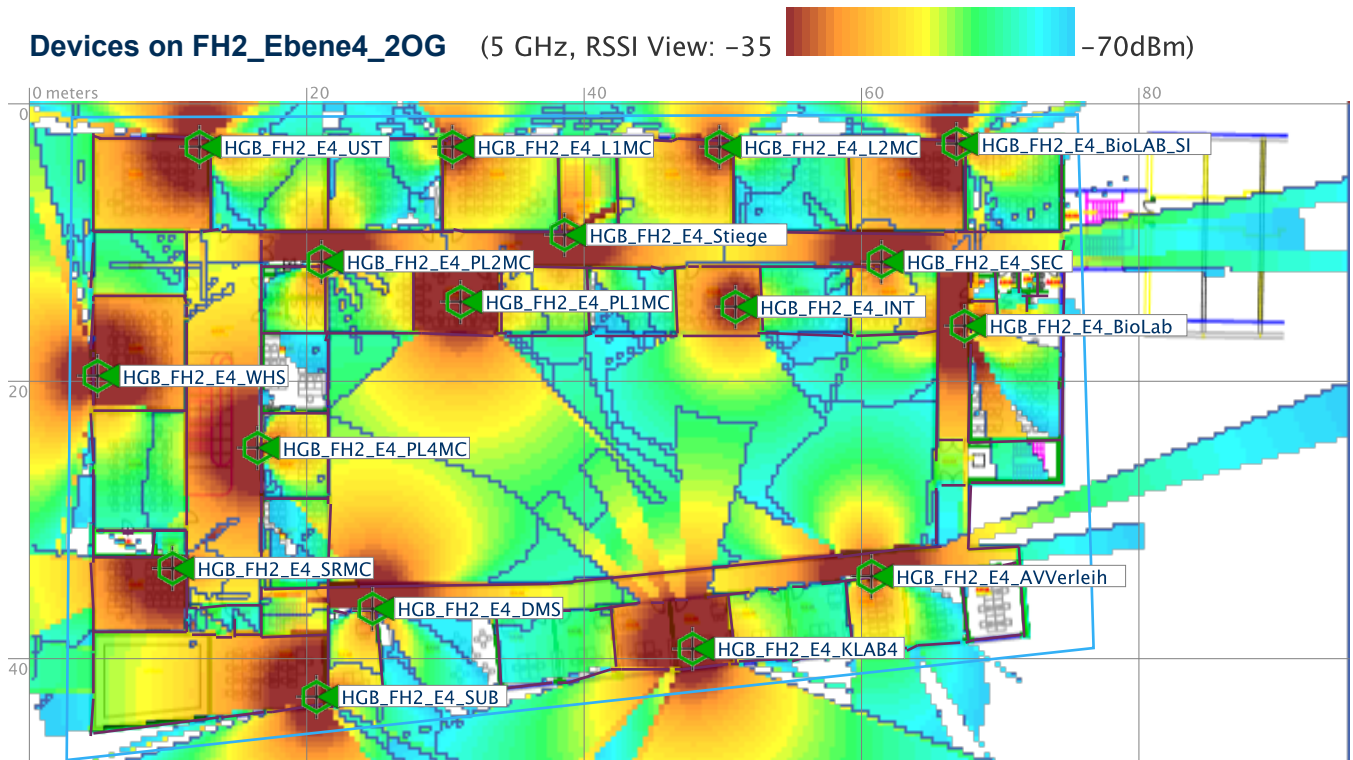 Devices on FH2_Ebene4_2OG (5 GHz, RSSI View: -35 -70dBm)
0 meters 20 40 60 80
0
HGB_FH2_E4_UST HGB_FH2_E4_L1MC HGB_FH2_E4_L2MC HGB_FH2_E4_BioLAB_SI
HGB_FH2_E4_Stiege
HGB_FH2_E4_PL2MC HGB_FH2_E4_SEC
HGB_FH2_E4_PL1MC HGB_FH2_E4_INT
HGB_FH2_E4_BioLab
HGB_FH2_E4_WHS
20
HGB_FH2_E4_PL4MC
HGB_FH2_E4_SRMC HGB_FH2_E4_AVVerleih
HGB_FH2_E4_DMS
HGB_FH2_E4_KLAB4
40
HGB_FH2_E4_SUB